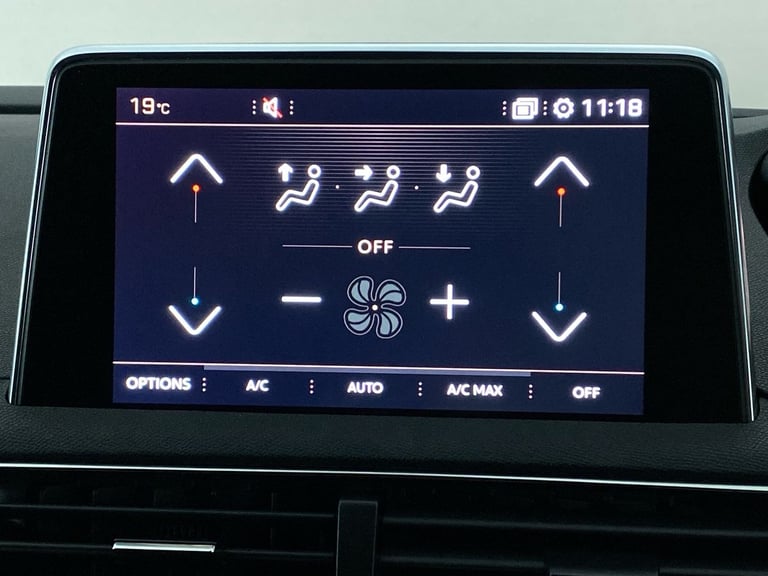 19°C 11:18
OFF
OPTIONS A/C AUTO A/C MAX OFF